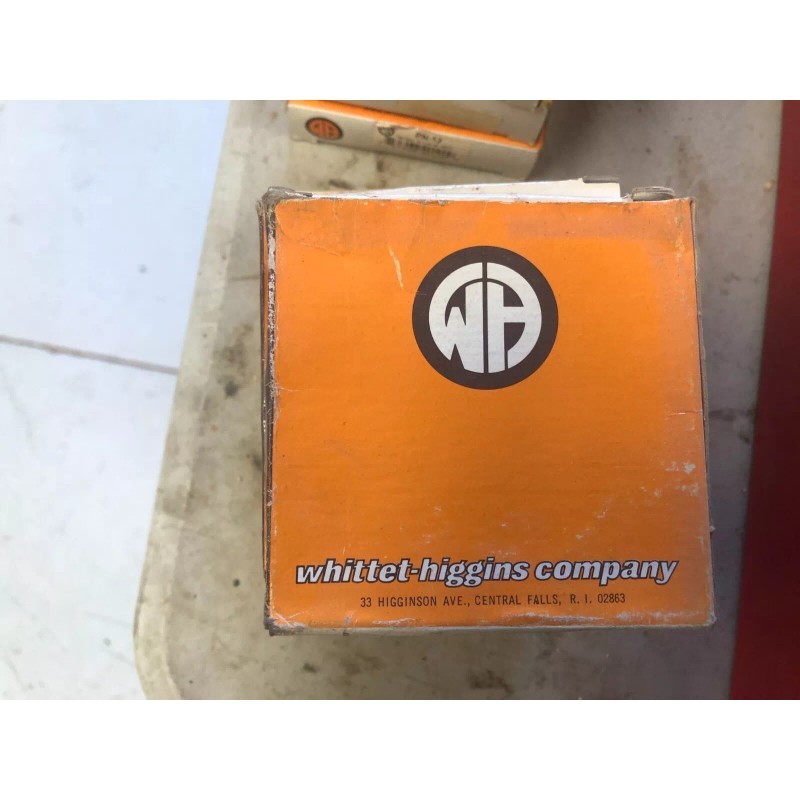 WH
whittet-higgins company
33 HIGGINSON AVE., CENTRAL FALLS, R. I. 02863